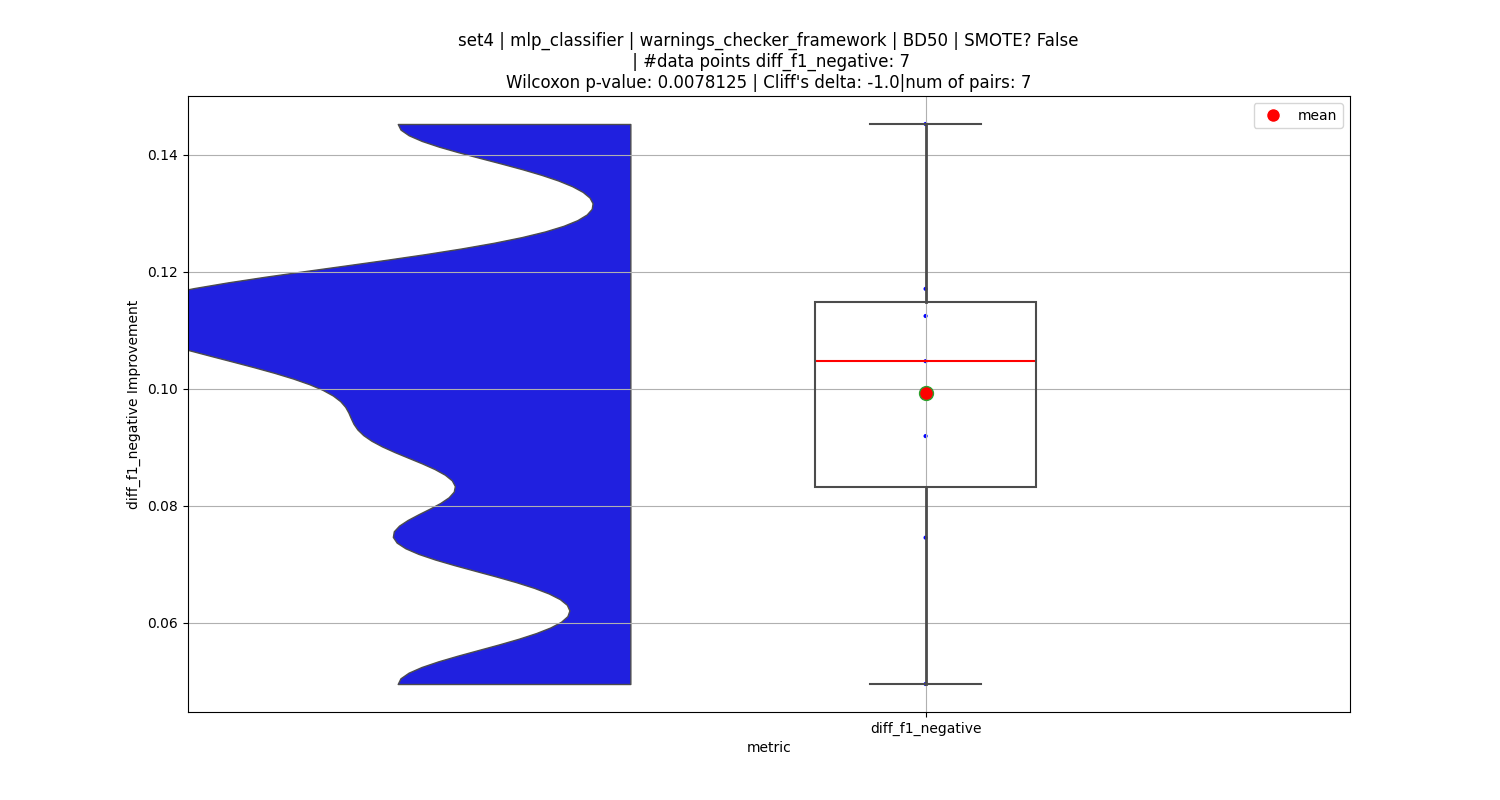 set4 | mlp_classifier | warnings_checker_framework | BD50 | SMOTE? False
| #data points diff_f1_negative: 7
Wilcoxon p-value: 0.0078125 | Cliff's delta: -1.0|num of pairs: 7
mean
0.14
0.12
0.10
0.08
0.06
diff_f1_negative Improvement
diff_f1_negative
metric